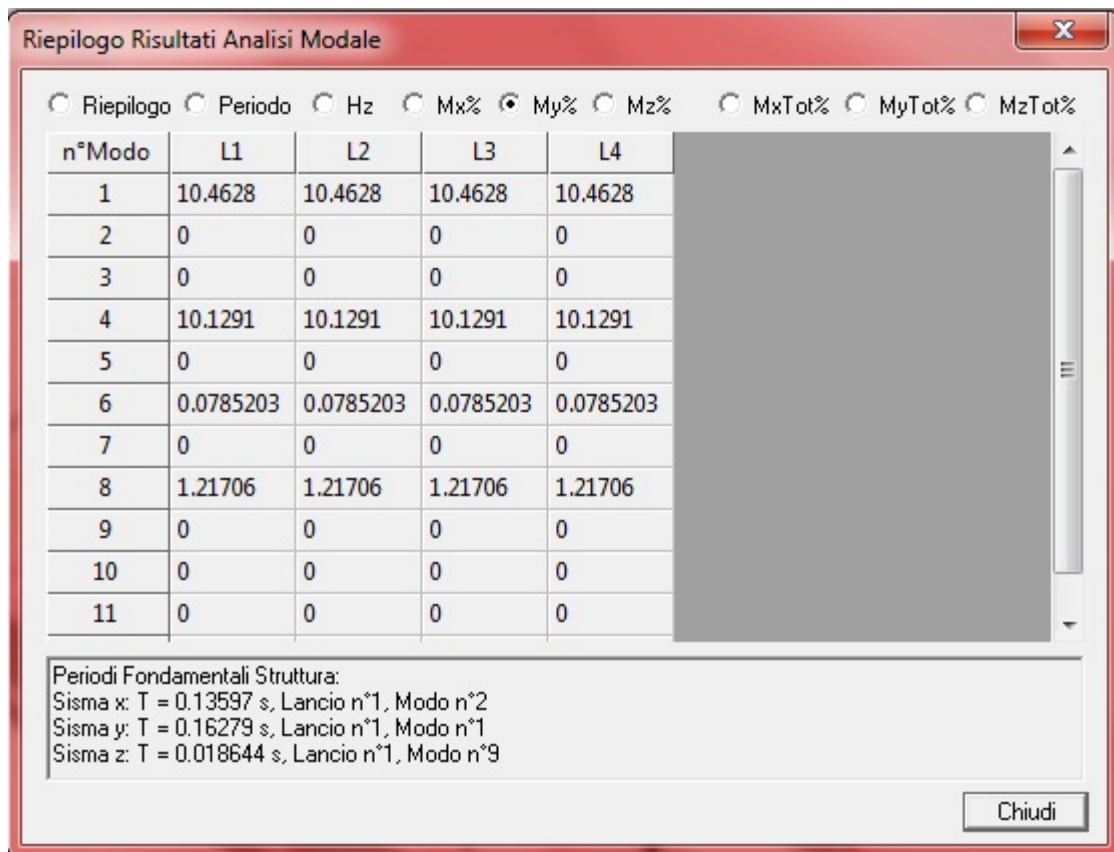 Riepilogo Risultati Analisi Modale
x
Riepilogo Periodo Hz Mx% My% Mz% MxTot% MyTot% MzTot%
n°Modo L1 L2 L3 L4
1 10.4628 10.4628 10.4628 10.4628
2 0 0 0 0
3 0 0 0 0
4 10.1291 10.1291 10.1291 10.1291
5 0 0 0 0
6 0.0785203 0.0785203 0.0785203 0.0785203
7 0 0 0 0
8 1.21706 1.21706 1.21706 1.21706
9 0 0 0 0
10 0 0 0 0
11 0 0 0 0
Periodi Fondamentali Struttura:
Sisma x: T = 0.13597 s, Lancio n°1, Modo n°2
Sisma y: T = 0.16279 s, Lancio n°1, Modo n°1
Sisma z: T = 0.018644 s, Lancio n°1, Modo n°9
Chiudi